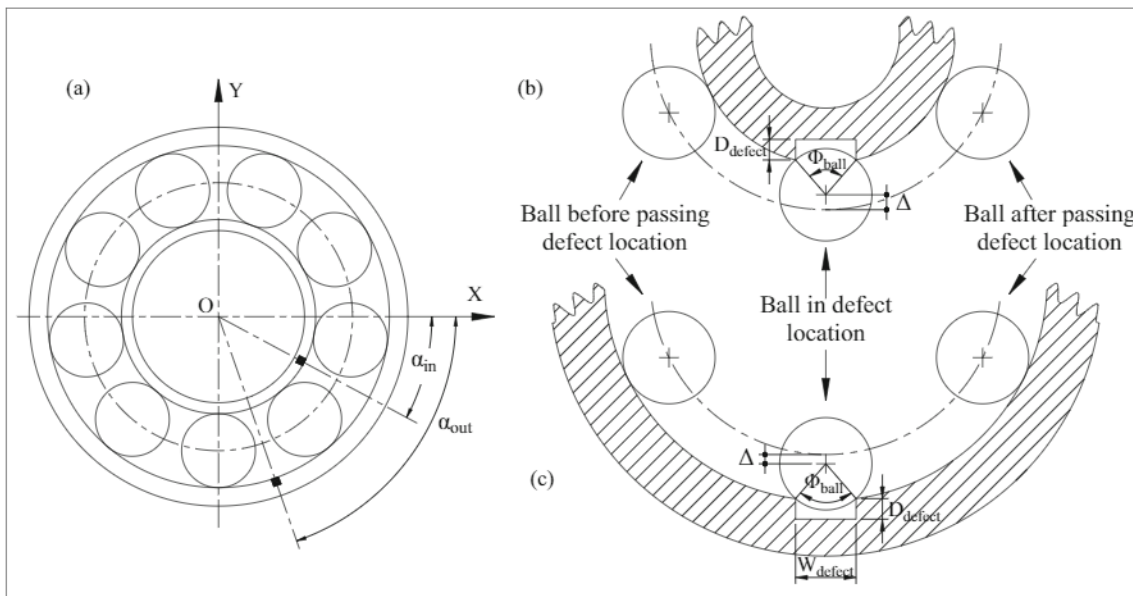 (a)
Y
O
X
α_in
α_out
(b)
D_defect
Φ_ball
Δ
Ball before passing
defect location
Ball after passing
defect location
Ball in defect
location
Δ
(c)
Φ_ball
D_defect
W_defect